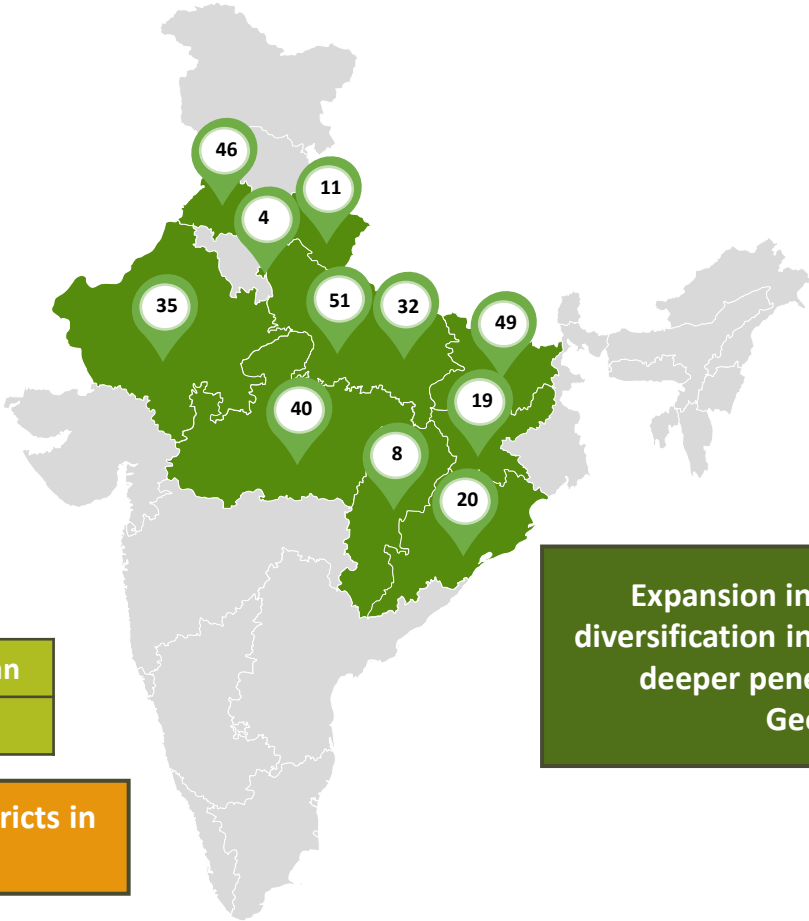 46
11
4
35
51
32
49
40
19
8
20
Expansion in
diversification in
deeper pene
Geo
an
ricts in